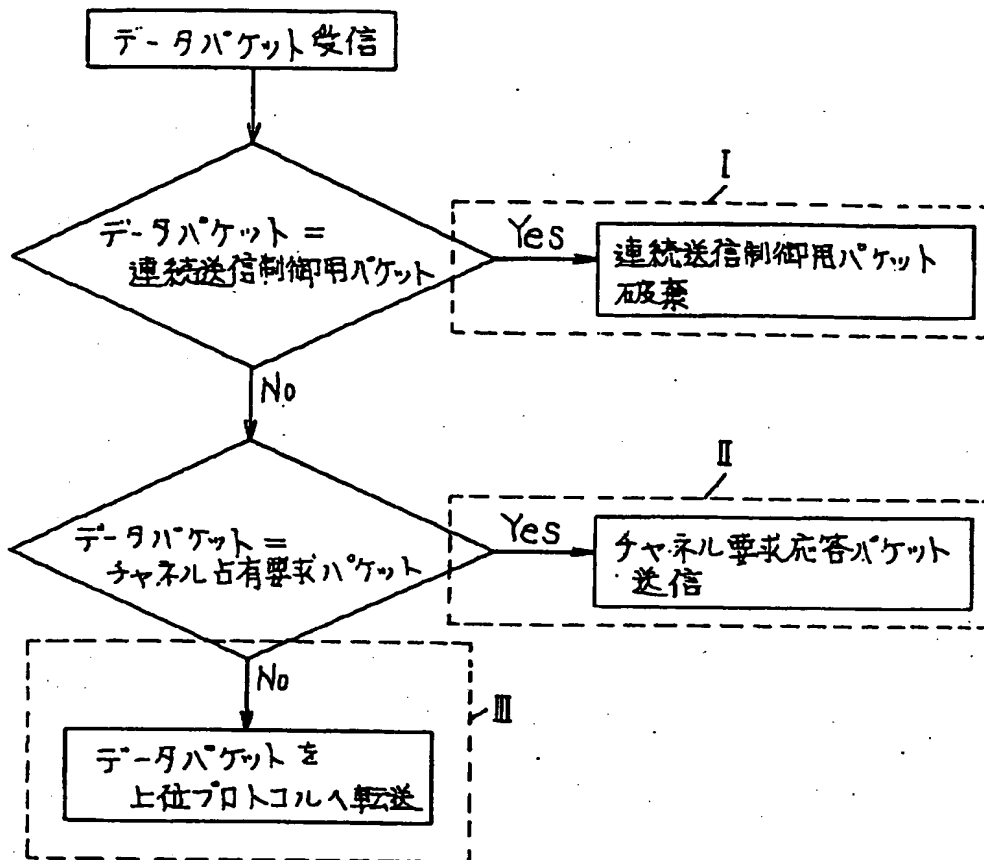 データパケット受信
I
データパケット=
連続送信制御用パケット
Yes
連続送信制御用パケット
破棄
No
II
データパケット=
チャネル占有要求パケット
Yes
チャネル要求応答パケット
送信
No
III
データパケットを
上位プロトコルへ転送